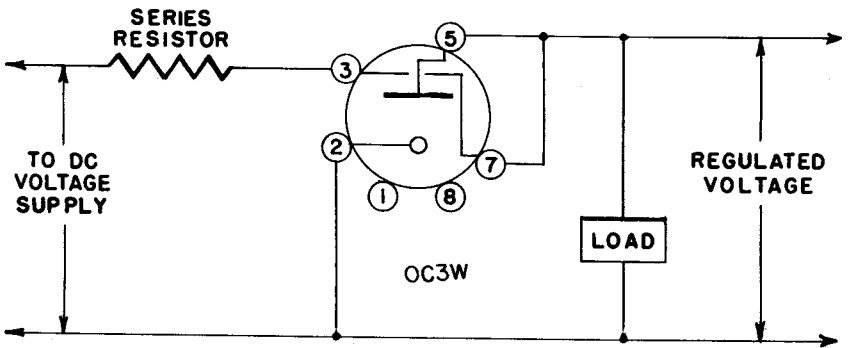 SERIES
RESISTOR
5
3
2
7
1
8
TO DC
VOLTAGE
SUPPLY
REGULATED
VOLTAGE
LOAD
OC3W